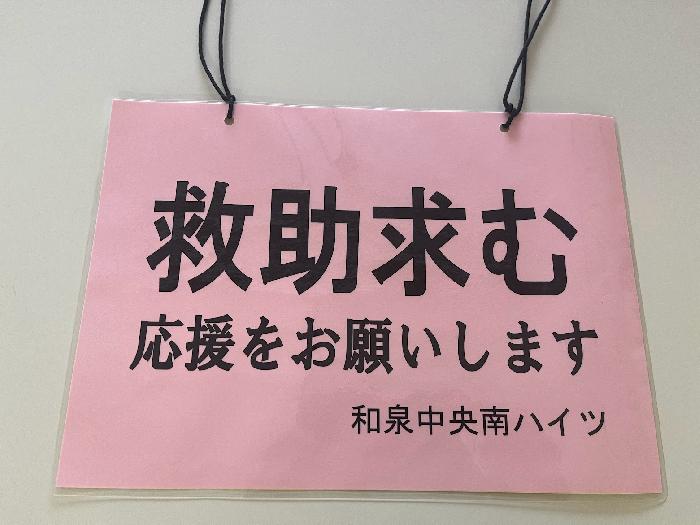 救助求む
応援をお願いします
和泉中央南ハイツ